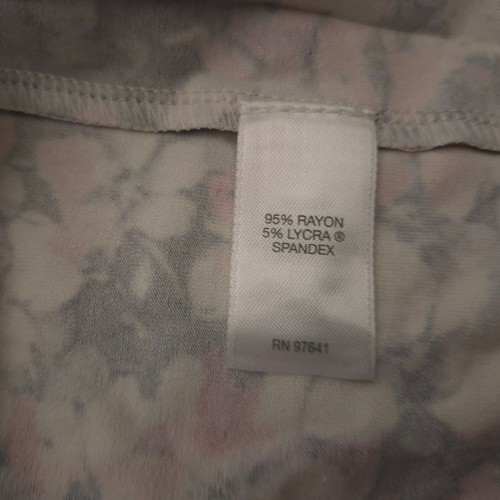 95% RAYON
5% LYCRA ®
SPANDEX
RN 97641